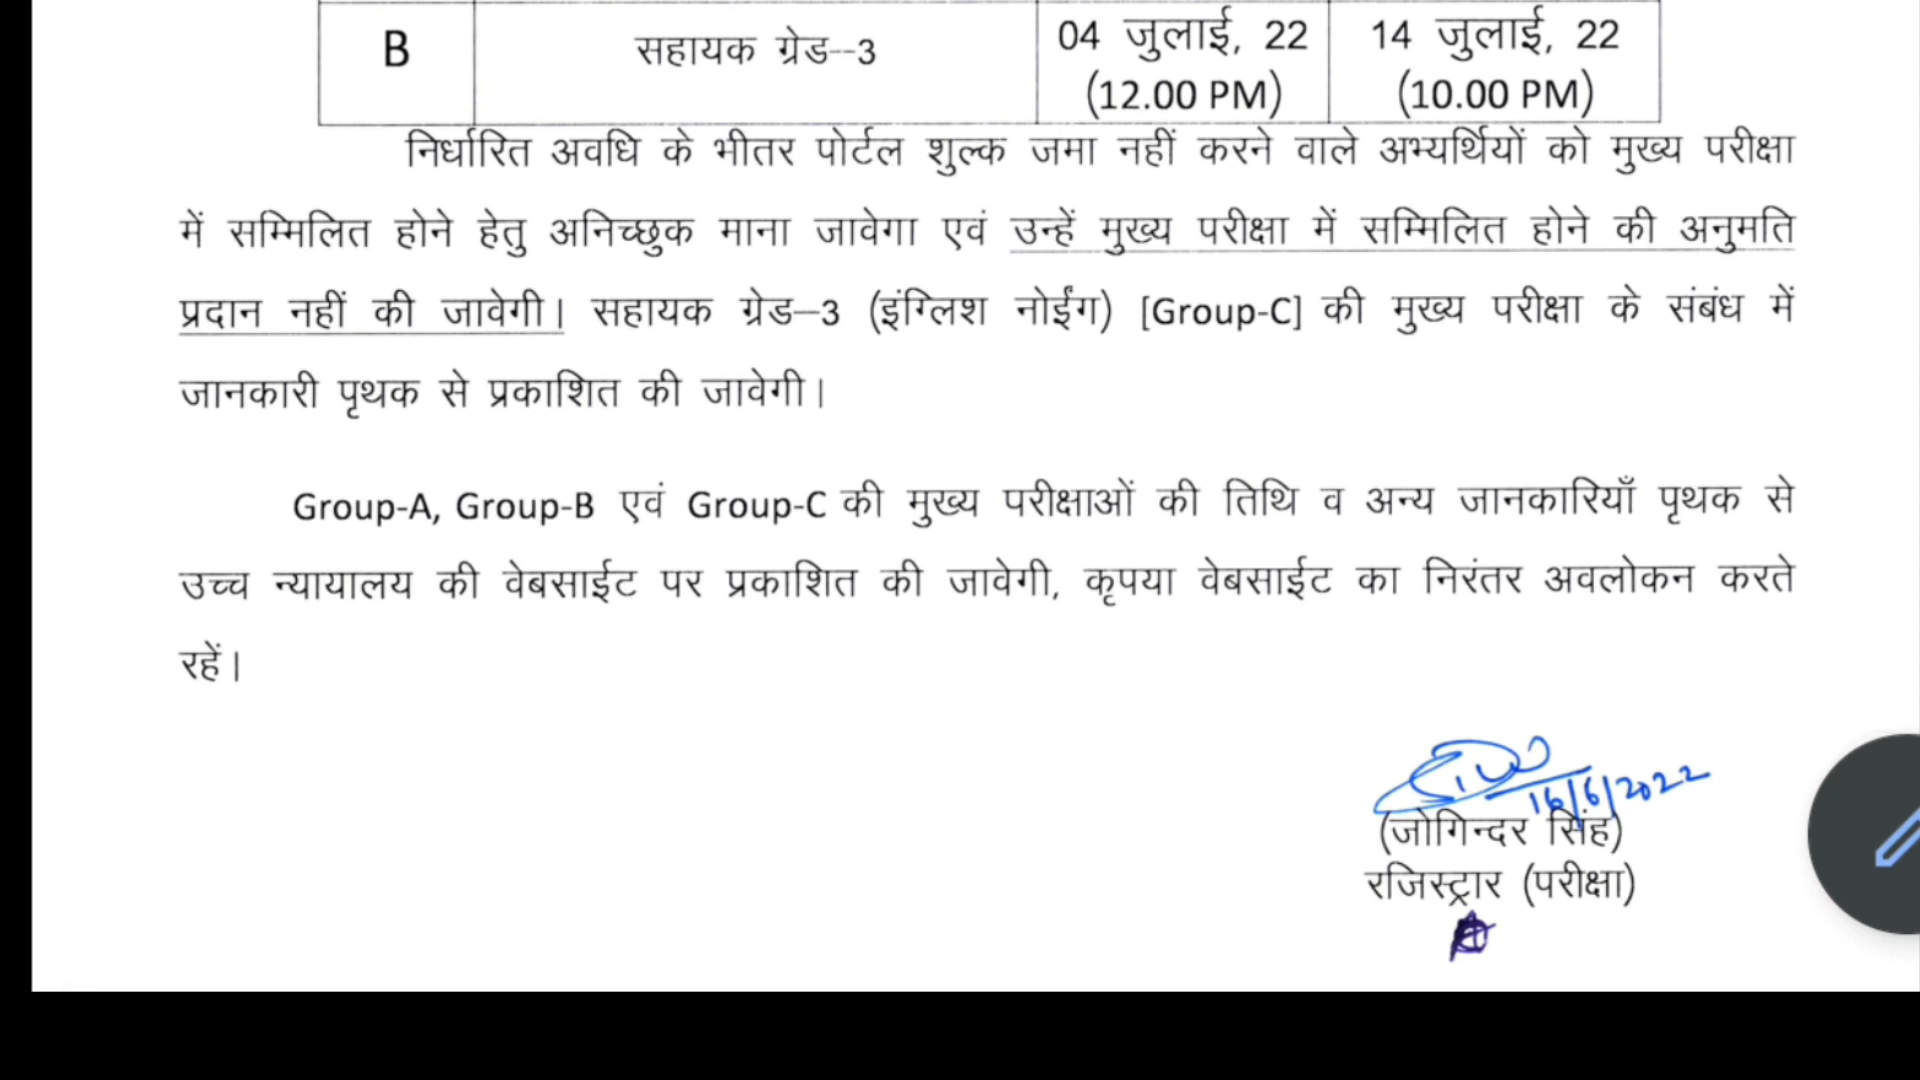 B सहायक ग्रेड--3 04 जुलाई, 22 (12.00 PM) 14 जुलाई, 22 (10.00 PM)
निर्धारित अवधि के भीतर पोर्टल शुल्क जमा नहीं करने वाले अभ्यर्थियों को मुख्य परीक्षा
में सम्मिलित होने हेतु अनिच्छुक माना जावेगा एवं उन्हें मुख्य परीक्षा में सम्मिलित होने की अनुमति
प्रदान नहीं की जावेगी। सहायक ग्रेड–3 (इंग्लिश नोईंग) [Group-C] की मुख्य परीक्षा के संबंध में
जानकारी पृथक से प्रकाशित की जावेगी।
Group-A, Group-B एवं Group-C की मुख्य परीक्षाओं की तिथि व अन्य जानकारियाँ पृथक से
उच्च न्यायालय की वेबसाईट पर प्रकाशित की जावेगी, कृपया वेबसाईट का निरंतर अवलोकन करते
रहें।
16/6/2022
(जोगिन्दर सिंह)
रजिस्ट्रार (परीक्षा)